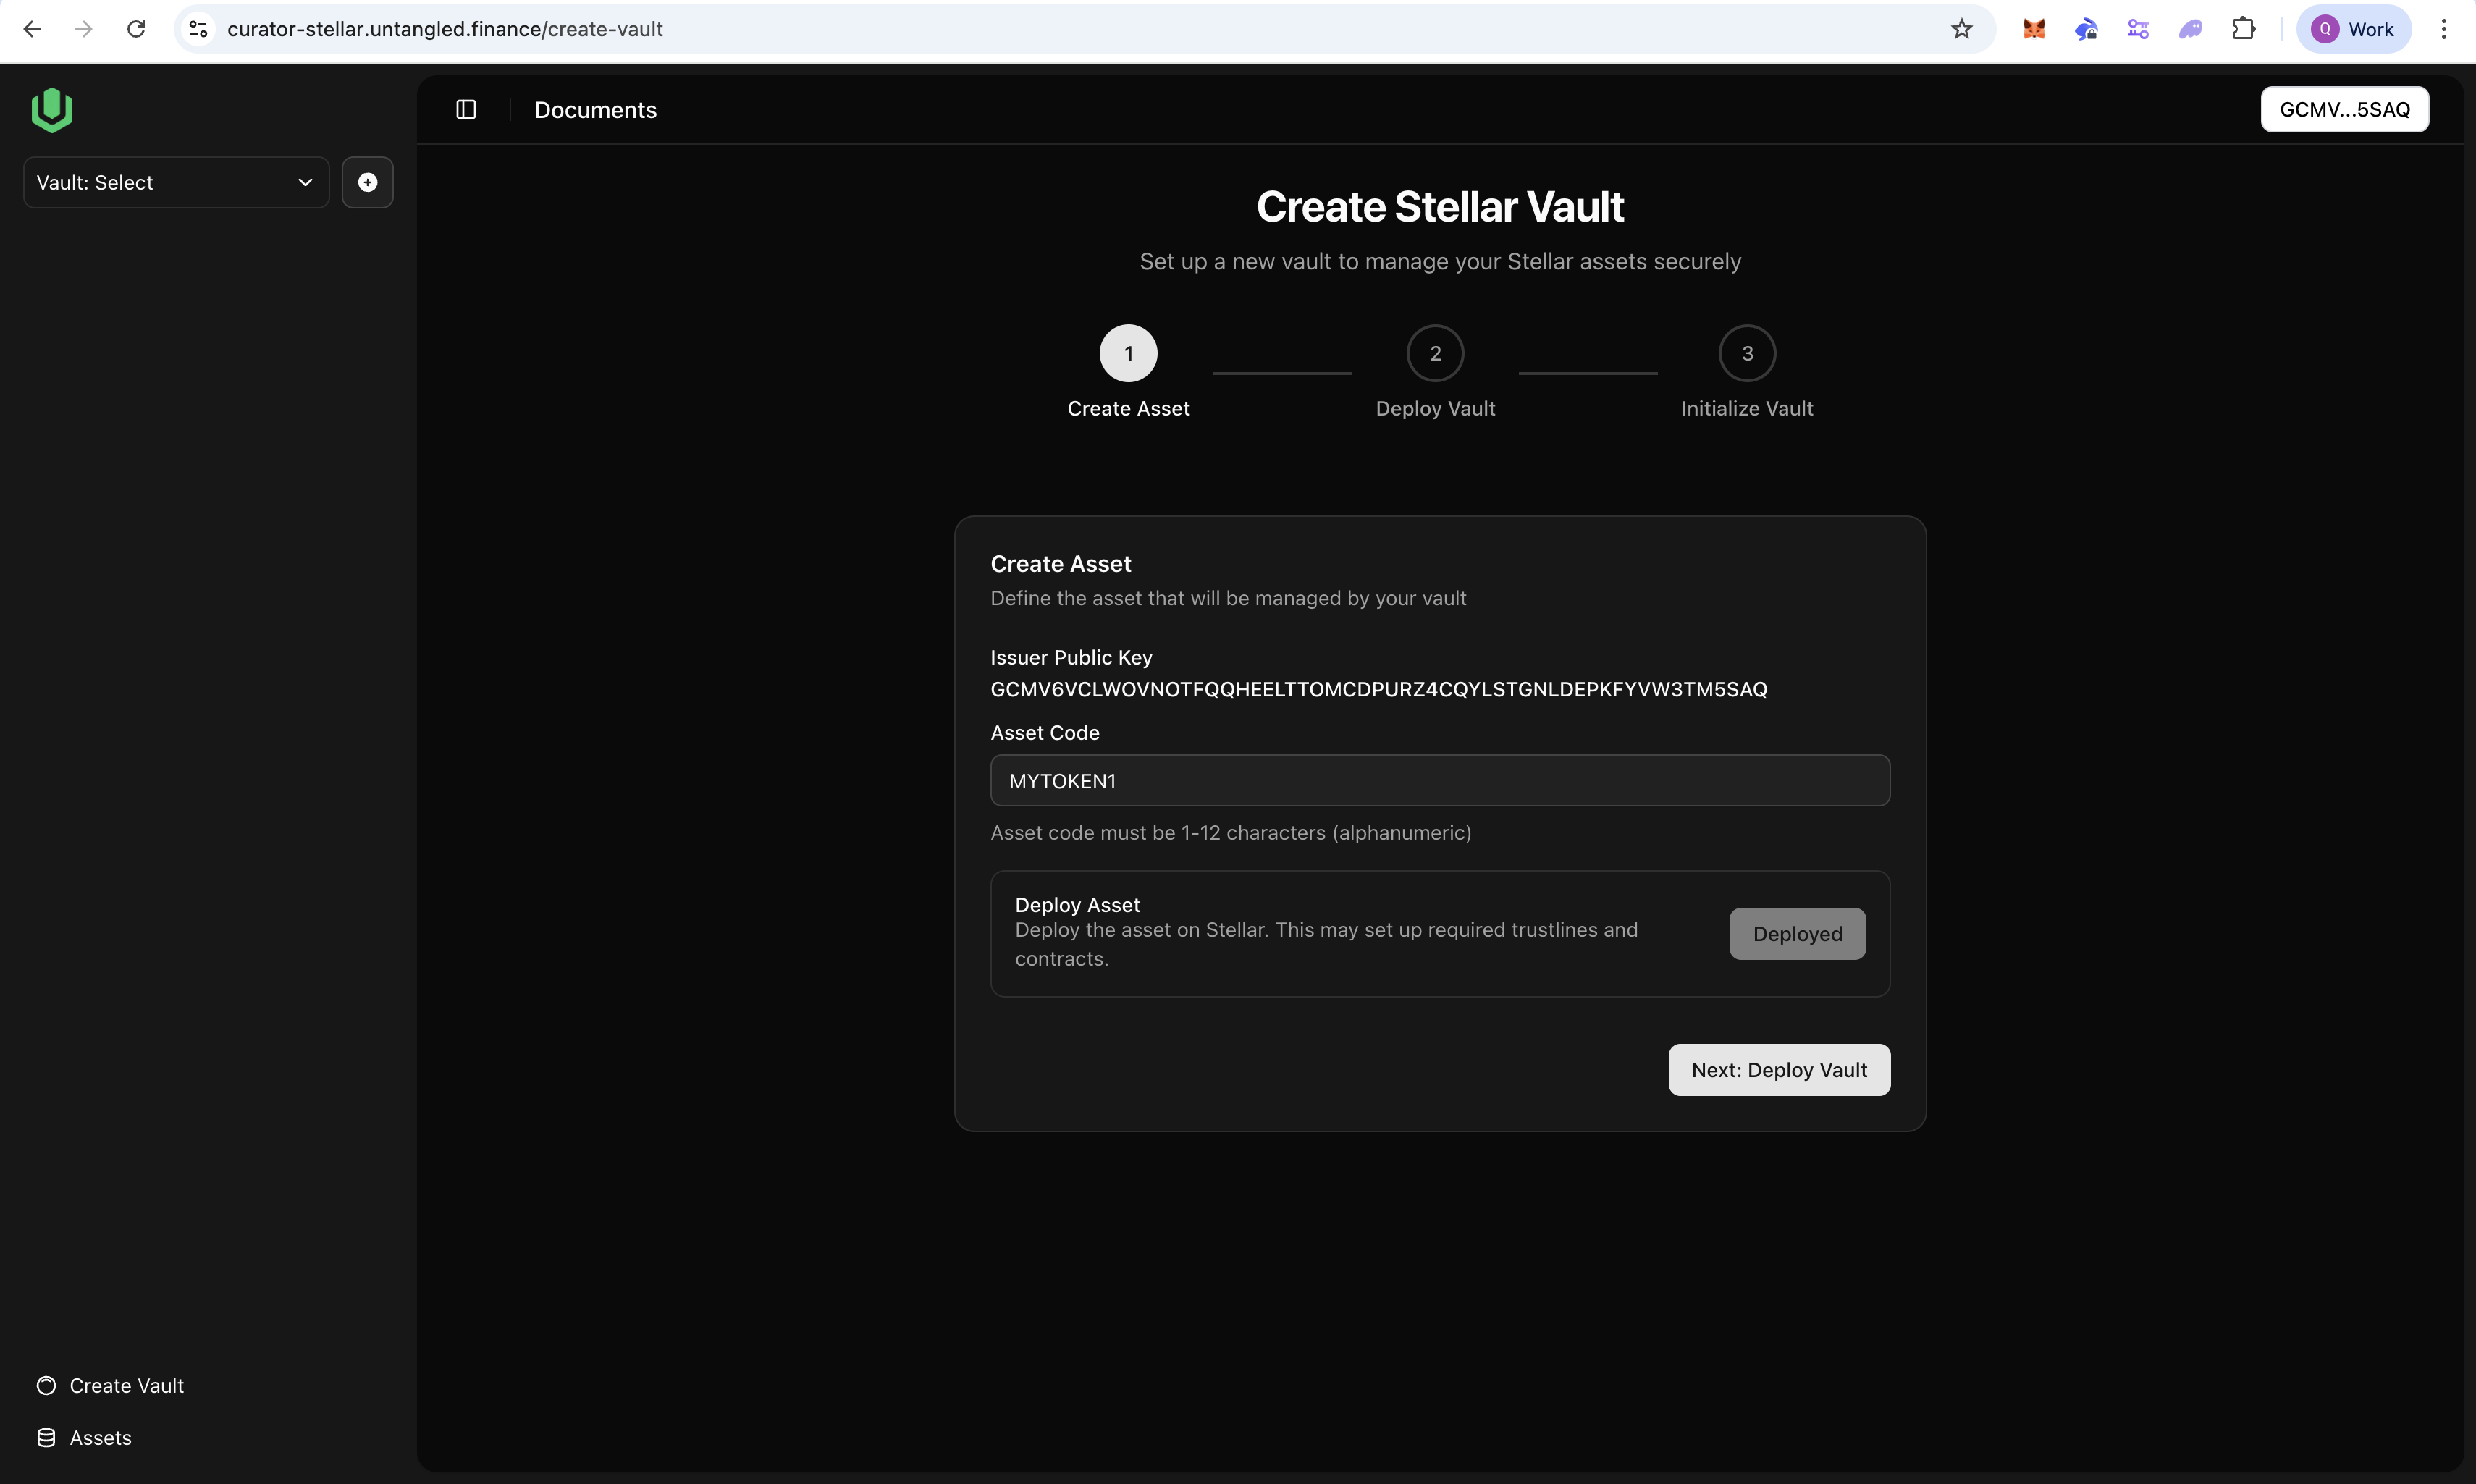 curator-stellar.untangled.finance/create-vault
Q Work
Vault: Select
Documents
GCMV...5SAQ
Create Stellar Vault
Set up a new vault to manage your Stellar assets securely
1
2
3
Create Asset
Deploy Vault
Initialize Vault
Create Asset
Define the asset that will be managed by your vault
Issuer Public Key
GCMV6VCLWOVNOTFQQHEELTTOMCDPURZ4CQYLSTGNLDEPKFYVW3TM5SAQ
Asset Code
MYTOKEN1
Asset code must be 1-12 characters (alphanumeric)
Deploy Asset
Deploy the asset on Stellar. This may set up required trustlines and
contracts.
Deployed
Next: Deploy Vault
Create Vault
Assets